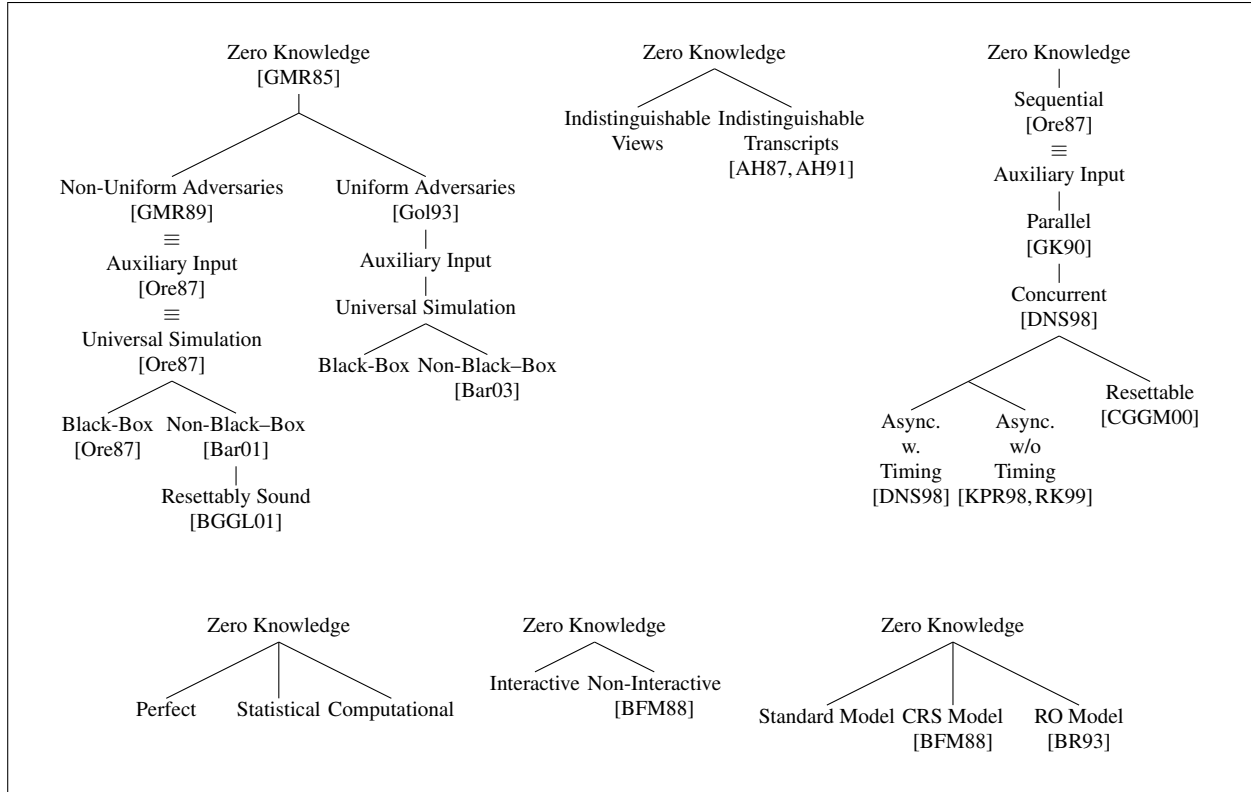 Zero Knowledge
[GMR85]
Non-Uniform Adversaries
[GMR89]
≡
Auxiliary Input
[Ore87]
≡
Universal Simulation
[Ore87]
Black-Box
[Ore87]
Non-Black–Box
[Bar01]
Resettably Sound
[BGGL01]
Uniform Adversaries
[Gol93]
Auxiliary Input
Universal Simulation
Black-Box
Non-Black–Box
[Bar03]
Zero Knowledge
Indistinguishable
Views
Indistinguishable
Transcripts
[AH87, AH91]
Zero Knowledge
Sequential
[Ore87]
≡
Auxiliary Input
Parallel
[GK90]
Concurrent
[DNS98]
Async.
w.
Timing
[DNS98]
Async.
w/o
Timing
[KPR98, RK99]
Resettable
[CGGM00]
Zero Knowledge
Perfect
Statistical
Computational
Zero Knowledge
Interactive
Non-Interactive
[BFM88]
Zero Knowledge
Standard Model
CRS Model
[BFM88]
RO Model
[BR93]